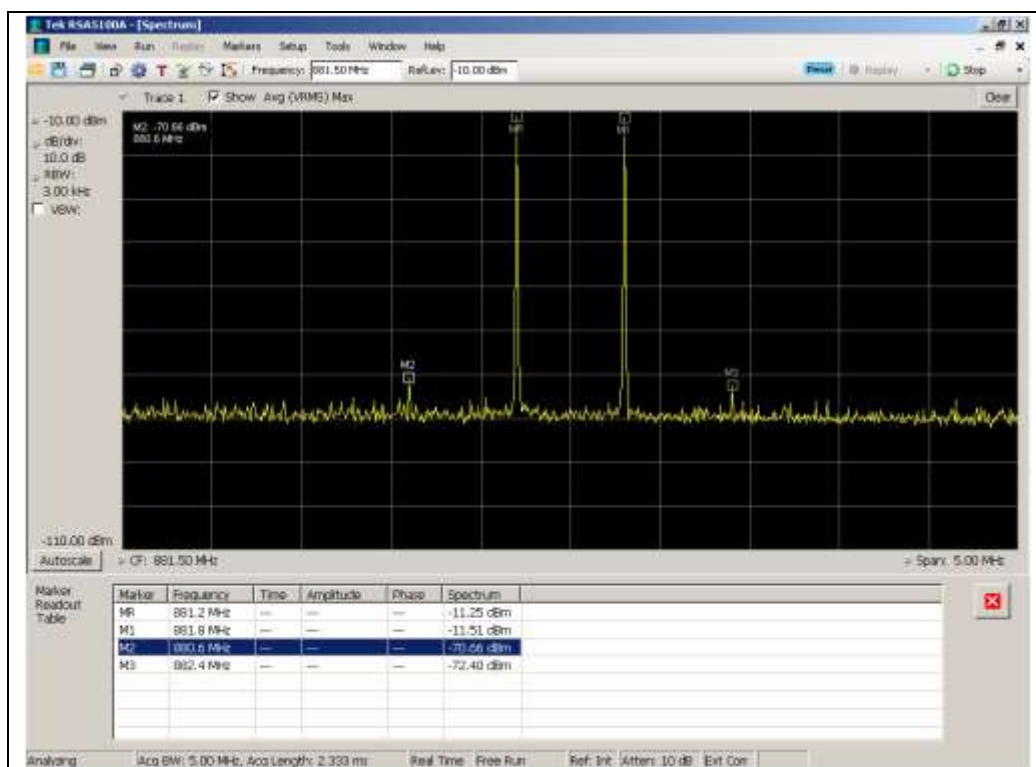 Tek RSA5100A - [Spectrum]
File View Run Replay Markers Setup Tools Window Help
Frequency: 881.50 MHz RefLev: -10.00 dBm Preset Replay Stop
Trace 1 Show Avg (VRMS) Max Clear
-10.00 dBm
dB/div:
10.0 dB
RBW:
3.00 kHz
VBW:
M2: -70.66 dBm
880.6 MHz
MR
M1
M2
M3
-110.00 dBm
Autoscale CF: 881.50 MHz Span: 5.00 MHz
Marker
Readout
Table
Marker Frequency Time Amplitude Phase Spectrum
MR 881.2 MHz --- --- --- -11.25 dBm
M1 881.8 MHz --- --- --- -11.51 dBm
M2 880.6 MHz --- --- --- -70.66 dBm
M3 882.4 MHz --- --- --- -72.40 dBm
Analyzing Acq BW: 5.00 MHz, Acq Length: 2.333 ms Real Time Free Run Ref: Int Atten: 10 dB Ext Corr